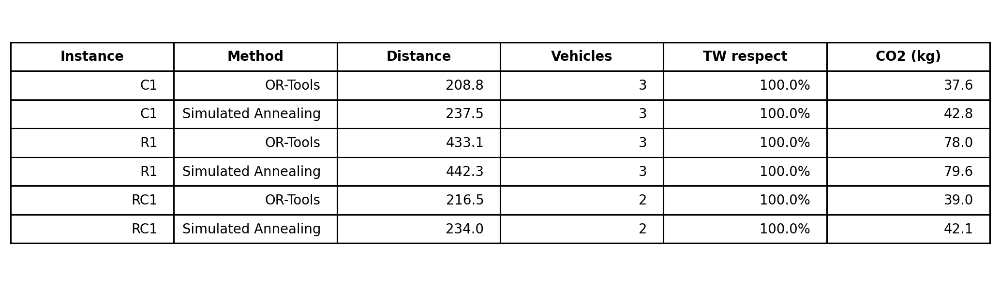 Instance Method Distance Vehicles TW respect CO2 (kg)
C1 OR-Tools 208.8 3 100.0% 37.6
C1 Simulated Annealing 237.5 3 100.0% 42.8
R1 OR-Tools 433.1 3 100.0% 78.0
R1 Simulated Annealing 442.3 3 100.0% 79.6
RC1 OR-Tools 216.5 2 100.0% 39.0
RC1 Simulated Annealing 234.0 2 100.0% 42.1